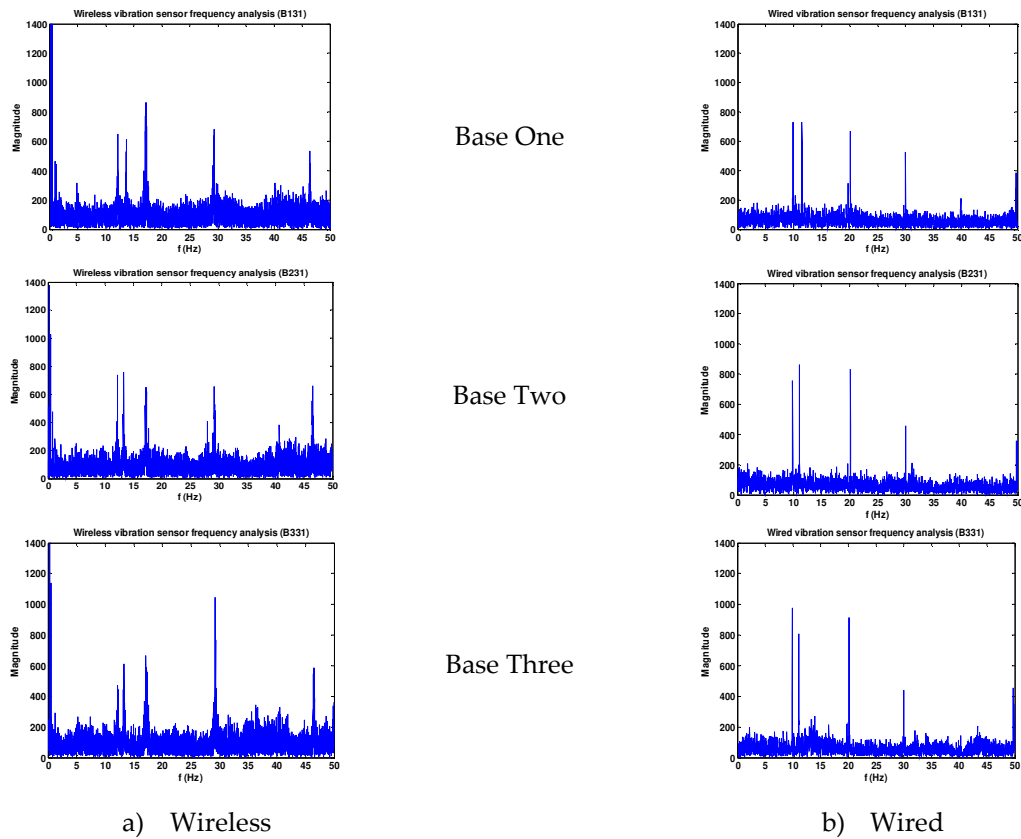 Wireless vibration sensor frequency analysis (B131)
1400
1200
1000
800
600
400
200
0
Magnitude
0 5 10 15 20 25 30 35 40 45 50
f (Hz)
Base One
Wired vibration sensor frequency analysis (B131)
1400
1200
1000
800
600
400
200
0
Magnitude
0 5 10 15 20 25 30 35 40 45 50
f (Hz)
Wireless vibration sensor frequency analysis (B231)
1400
1200
1000
800
600
400
200
0
Magnitude
0 5 10 15 20 25 30 35 40 45 50
f (Hz)
Base Two
Wired vibration sensor frequency analysis (B231)
1400
1200
1000
800
600
400
200
0
Magnitude
0 5 10 15 20 25 30 35 40 45 50
f (Hz)
Wireless vibration sensor frequency analysis (B331)
1400
1200
1000
800
600
400
200
0
Magnitude
0 5 10 15 20 25 30 35 40 45 50
f (Hz)
Base Three
Wired vibration sensor frequency analysis (B331)
1400
1200
1000
800
600
400
200
0
Magnitude
0 5 10 15 20 25 30 35 40 45 50
f (Hz)
a) Wireless
b) Wired